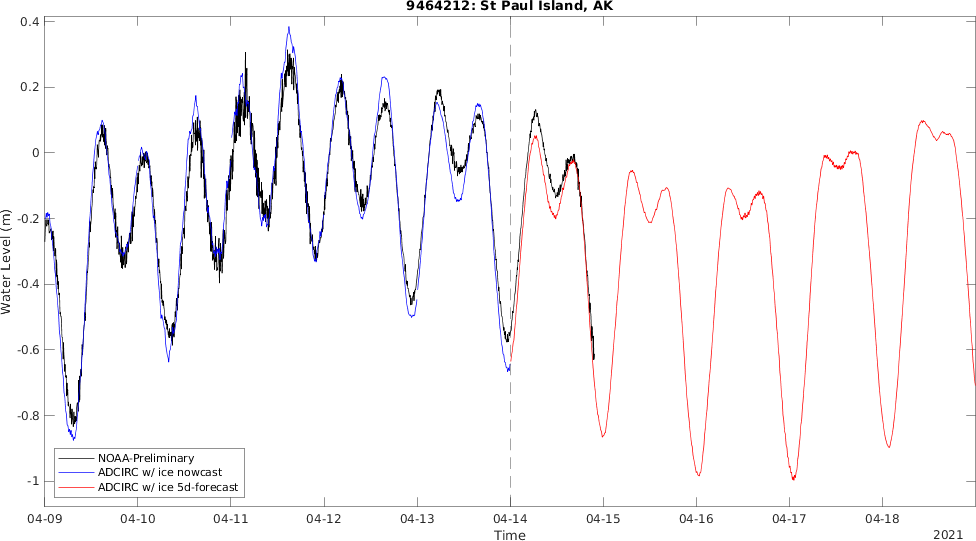 9464212: St Paul Island, AK
0.4
0.2
0
-0.2
-0.4
-0.6
-0.8
-1
Water Level (m)
NOAA-Preliminary
ADCIRC w/ ice nowcast
ADCIRC w/ ice 5d-forecast
04-09 04-10 04-11 04-12 04-13 04-14 04-15 04-16 04-17 04-18
Time
2021